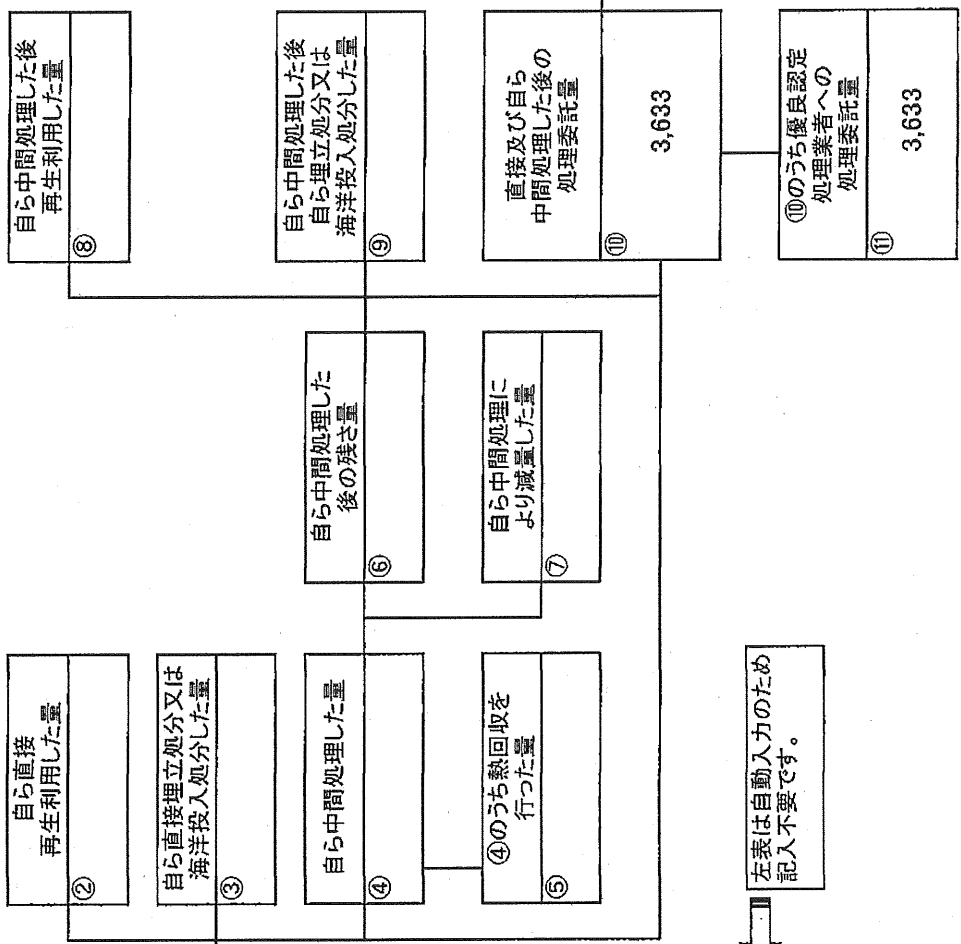 自ら直接
再生利用した量
②
自ら直接埋立処分又は
海洋投入処分した量
③
自ら中間処理した量
④
④のうち熱回収を
行った量
⑤
自ら中間処理した
後の残さ量
⑥
自ら中間処理に
より減量した量
⑦
自ら中間処理した後
再生利用した量
⑧
自ら中間処理した後
自ら埋立処分又は
海洋投入処分した量
⑨
直接及び自ら
中間処理した後の
処理委託量
⑩
3,633
⑩のうち優良認定
処理業者への
処理委託量
⑪
3,633
左表は自動入力のため
記入不要です。